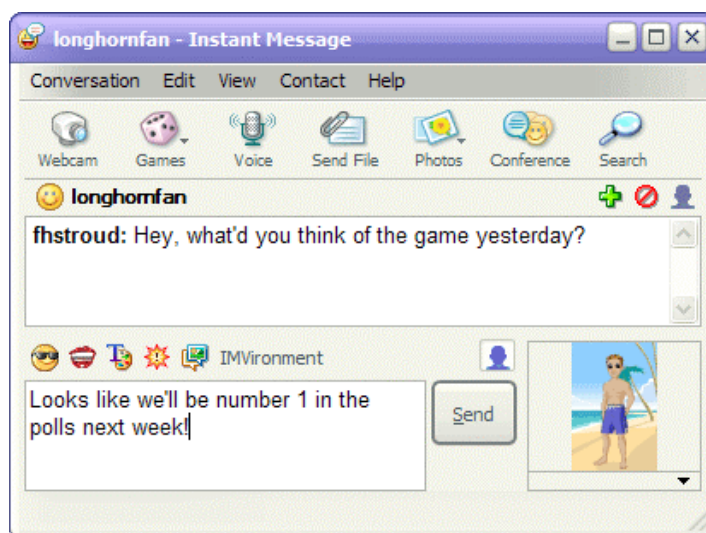 longhornfan - Instant Message
Conversation Edit View Contact Help
Webcam Games Voice Send File Photos Conference Search
longhornfan
fhstroud: Hey, what'd you think of the game yesterday?
IMVironment
Looks like we'll be number 1 in the
polls next week!
Send